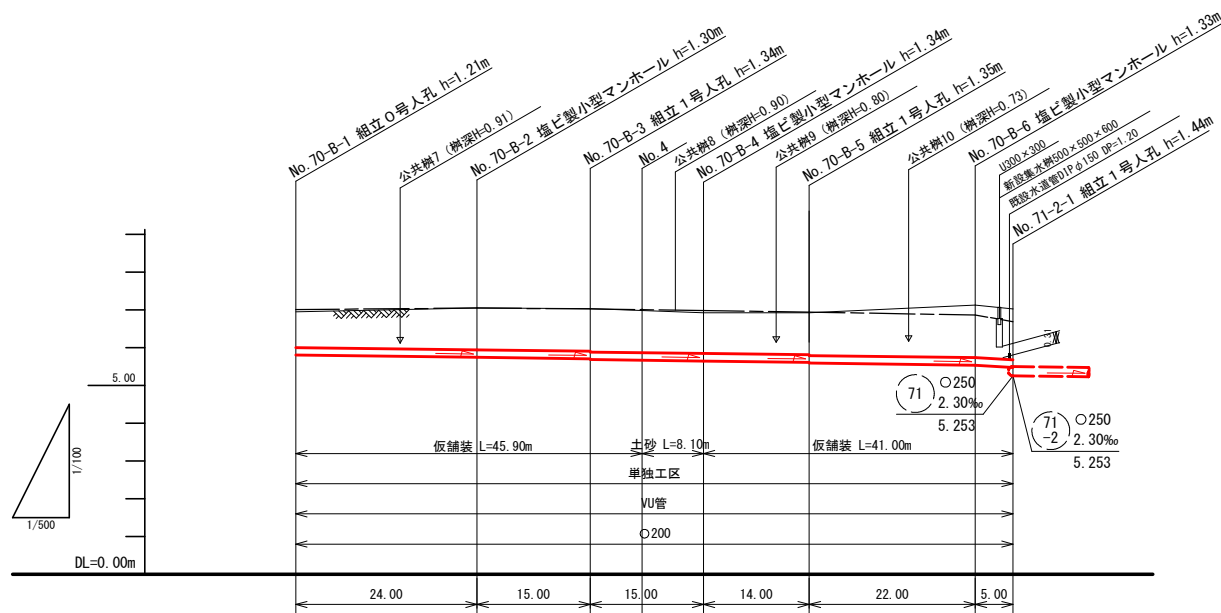 No.70-B-1 組立０号人孔 h=1.21m
公共桝7 (桝深H=0.91)
No.70-B-2 塩ビ製小型マンホール h=1.30m
No.70-B-3 組立１号人孔 h=1.34m
No.4
公共桝8 (桝深H=0.90)
No.70-B-4 塩ビ製小型マンホール h=1.34m
公共桝9 (桝深H=0.80)
No.70-B-5 組立１号人孔 h=1.35m
公共桝10 (桝深H=0.73)
No.70-B-6 塩ビ製小型マンホール h=1.33m
U300×300
新設集水桝500×500×600
既設水道管DIPφ150 DP=1.20
No.71-2-1 組立１号人孔 h=1.44m
5.00
71
○250
2.30‰
5.253
71
-2
○250
2.30‰
5.253
1/100
1/500
仮舗装 L=45.90m
土砂 L=8.10m
仮舗装 L=41.00m
単独工区
VU管
○200
DL=0.00m
24.00
15.00
15.00
14.00
22.00
5.00